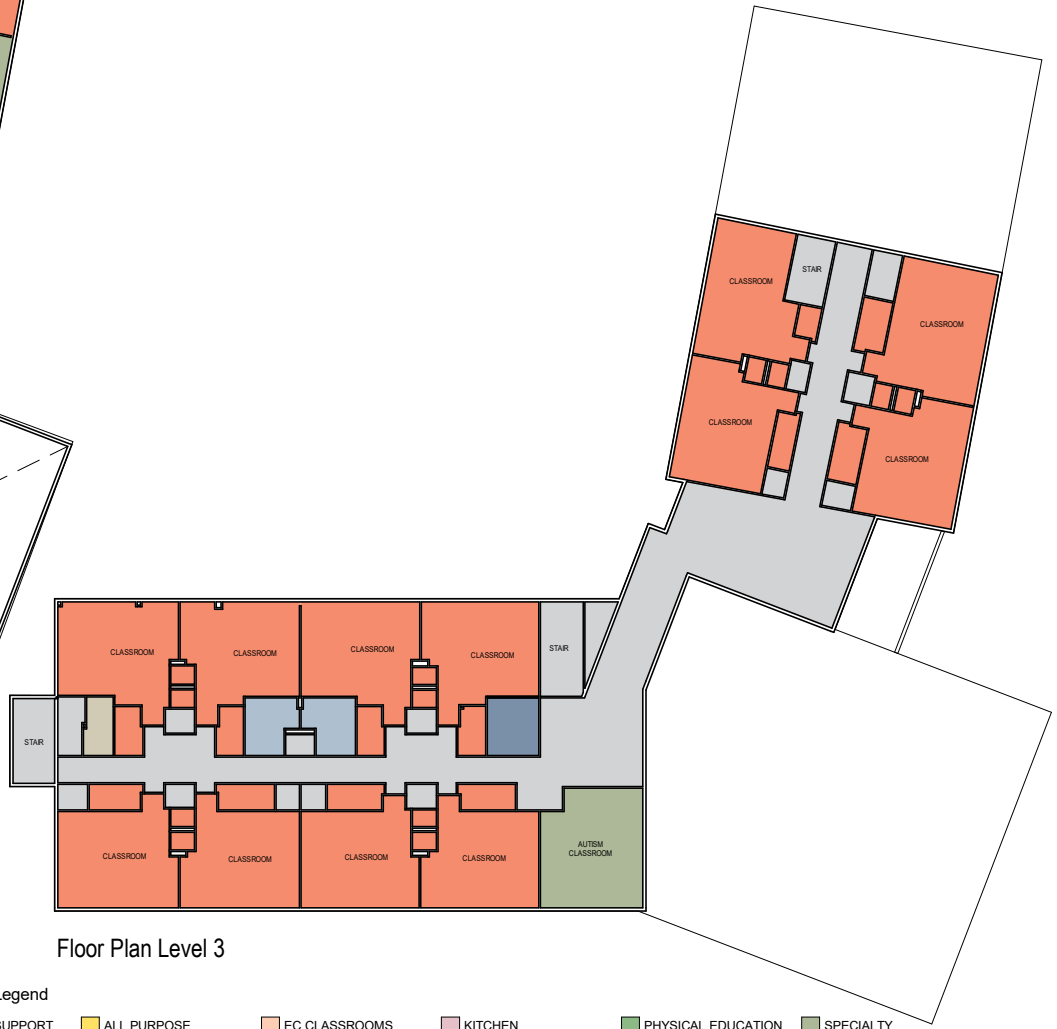 STAIR
CLASSROOM
CLASSROOM
CLASSROOM
CLASSROOM
CLASSROOM
CLASSROOM
CLASSROOM
CLASSROOM
STAIR
STAIR
CLASSROOM
CLASSROOM
CLASSROOM
CLASSROOM
AUTISM
CLASSROOM
Floor Plan Level 3
Legend
SUPPORT
ALL PURPOSE
EC CLASSROOMS
KITCHEN
PHYSICAL EDUCATION
SPECIALTY